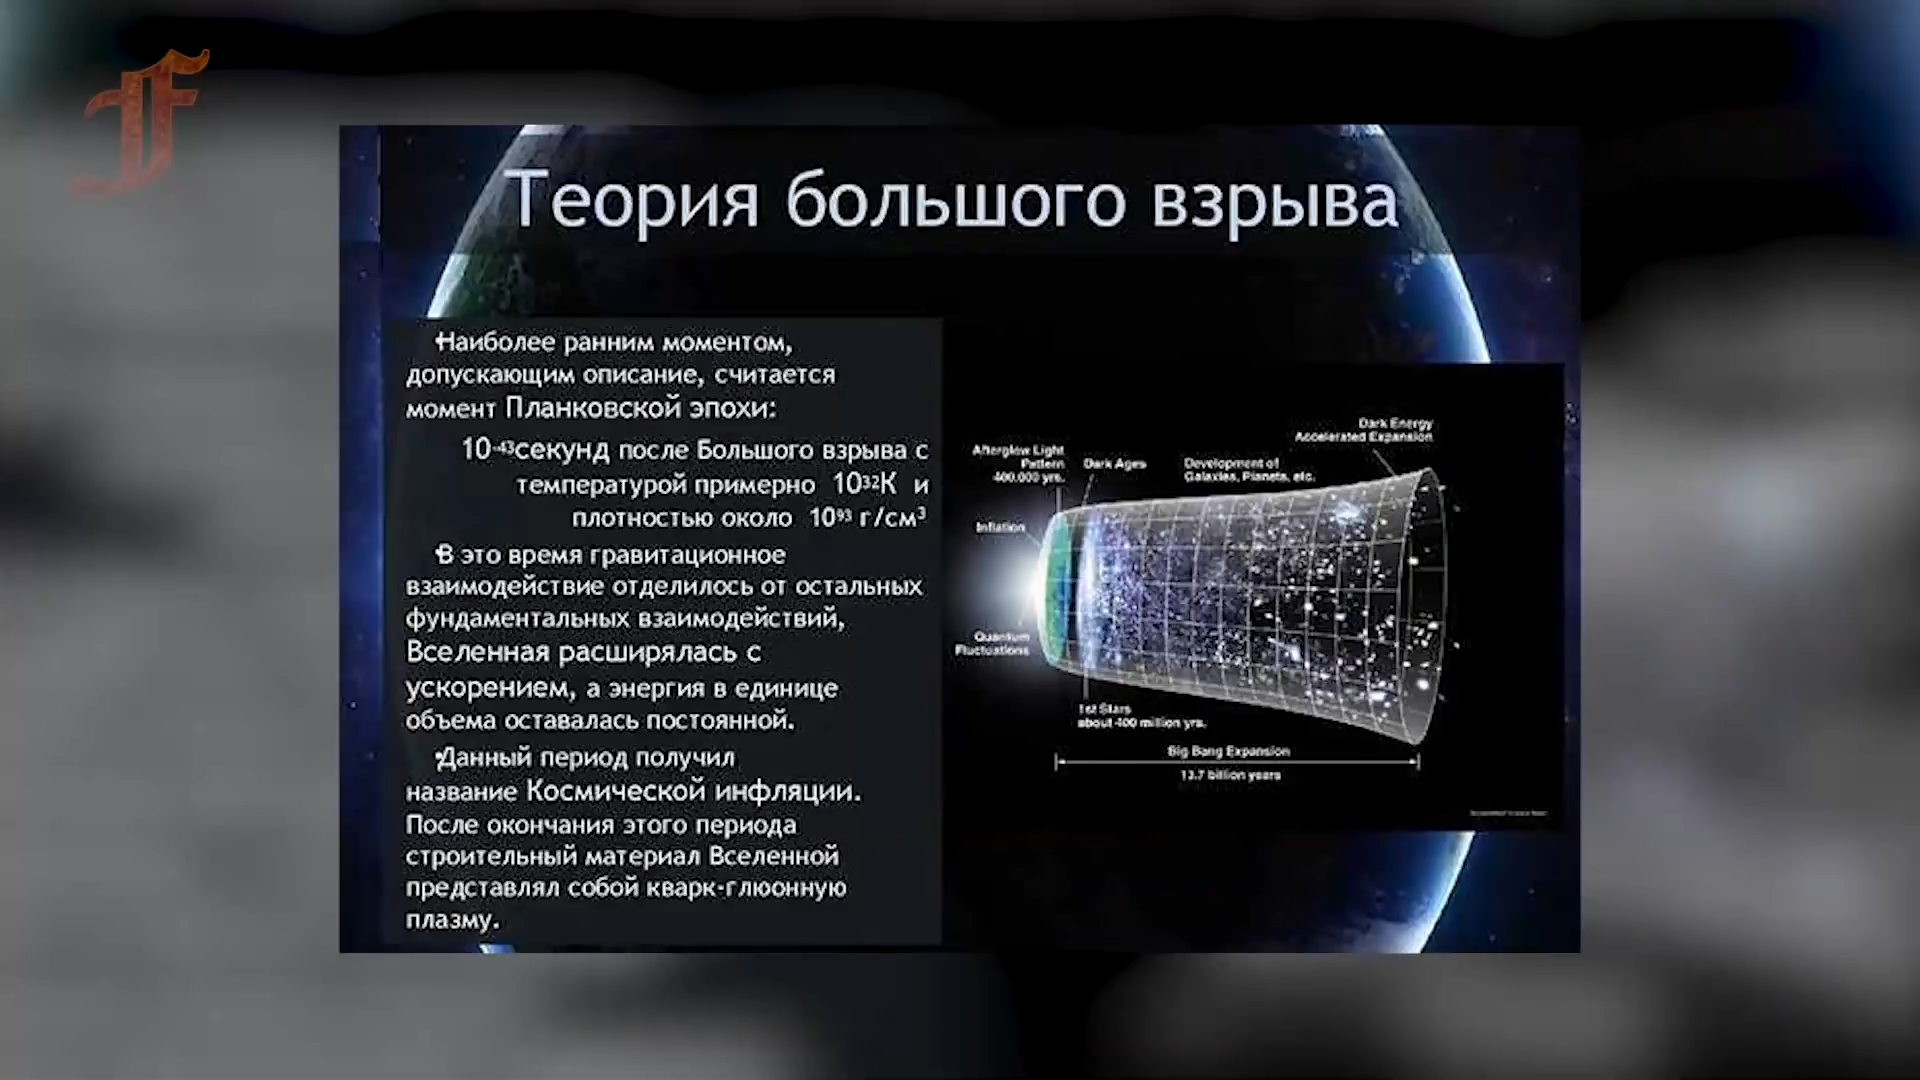 Теория большого взрыва
•Наиболее ранним моментом,
допускающим описание, считается
момент Планковской эпохи:
10-43секунд после Большого взрыва с
температурой примерно 1032К и
плотностью около 1093 г/см3
•В это время гравитационное
взаимодействие отделилось от остальных
фундаментальных взаимодействий,
Вселенная расширялась с
ускорением, а энергия в единице
объема оставалась постоянной.
•Данный период получил
название Космической инфляции.
После окончания этого периода
строительный материал Вселенной
представлял собой кварк-глюонную
плазму.
Dark Energy
Accelerated Expansion
Afterglow Light
Pattern
400,000 yrs.
Dark Ages
Development of
Galaxies, Planets, etc.
Inflation
Quantum
Fluctuations
1st Stars
about 400 million yrs.
Big Bang Expansion
13.7 billion years